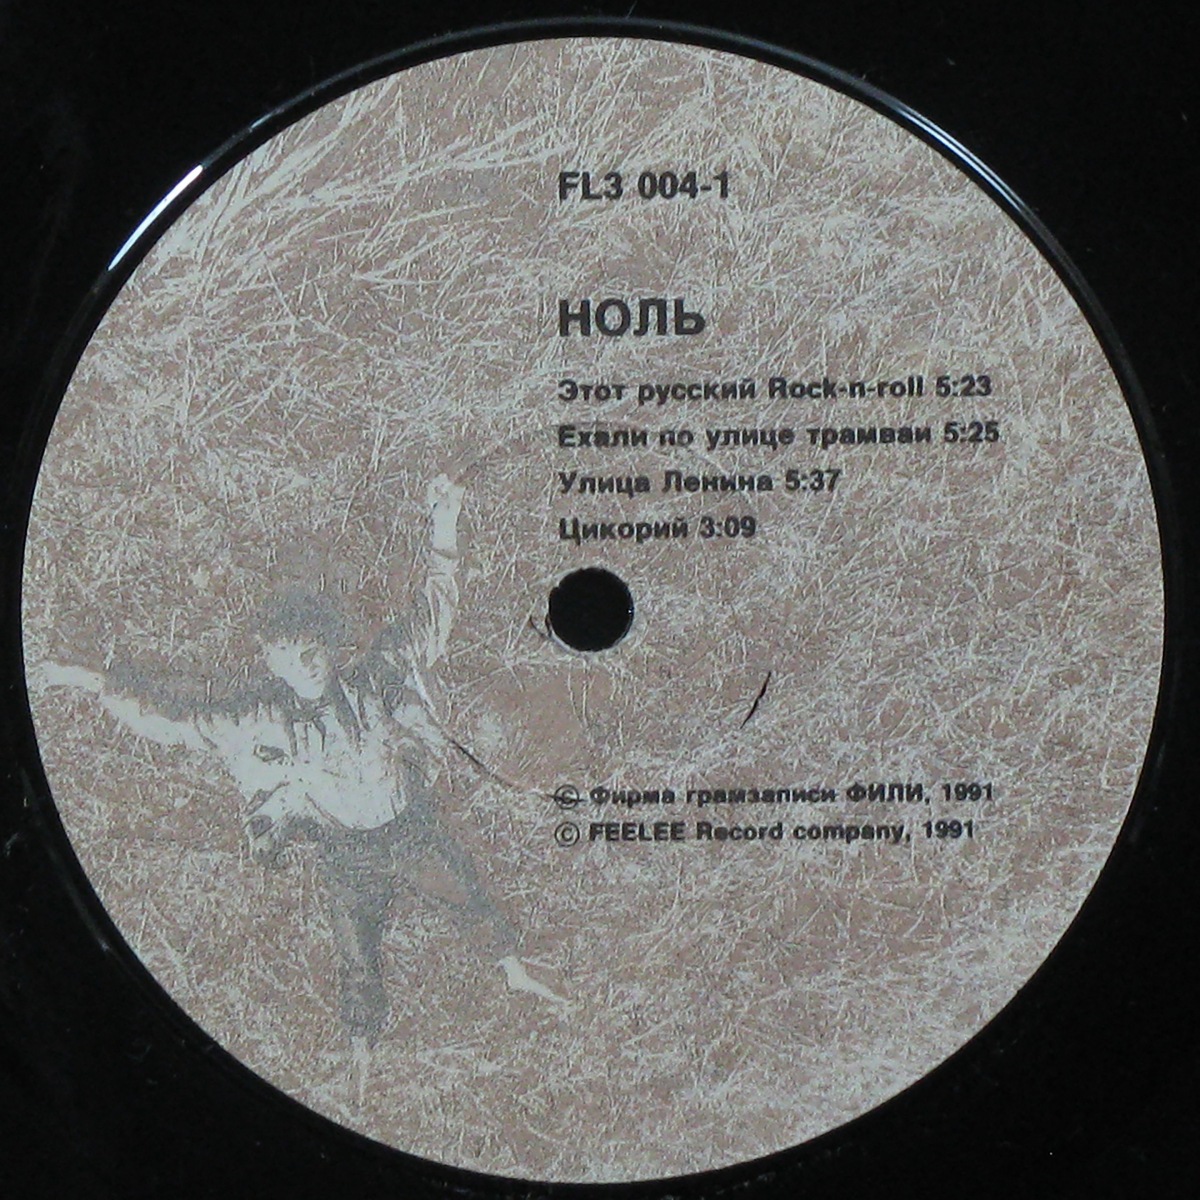 FL3 004-1
НОЛЬ
Этот русский Rock-n-roll 5:23
Ехали по улице трамваи 5:25
Улица Ленина 5:37
Цикорий 3:09
© Фирма грамзаписи ФИЛИ, 1991
© FEELEE Record company, 1991